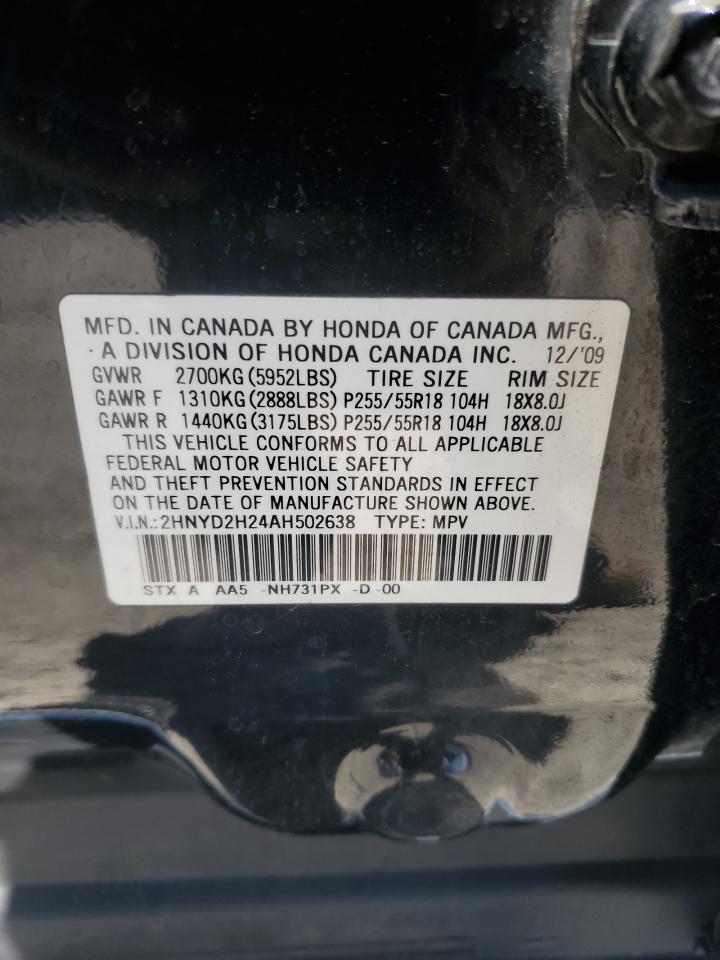 MFD. IN CANADA BY HONDA OF CANADA MFG.,
A DIVISION OF HONDA CANADA INC. 12/'09
GVWR 2700KG(5952LBS) TIRE SIZE RIM SIZE
GAWR F 1310KG(2888LBS) P255/55R18 104H 18X8.0J
GAWR R 1440KG(3175LBS) P255/55R18 104H 18X8.0J
THIS VEHICLE CONFORMS TO ALL APPLICABLE
FEDERAL MOTOR VEHICLE SAFETY
AND THEFT PREVENTION STANDARDS IN EFFECT
ON THE DATE OF MANUFACTURE SHOWN ABOVE.
V.I.N.:2HNYD2H24AH502638 TYPE: MPV
STX A AA5 -NH731PX -D -00